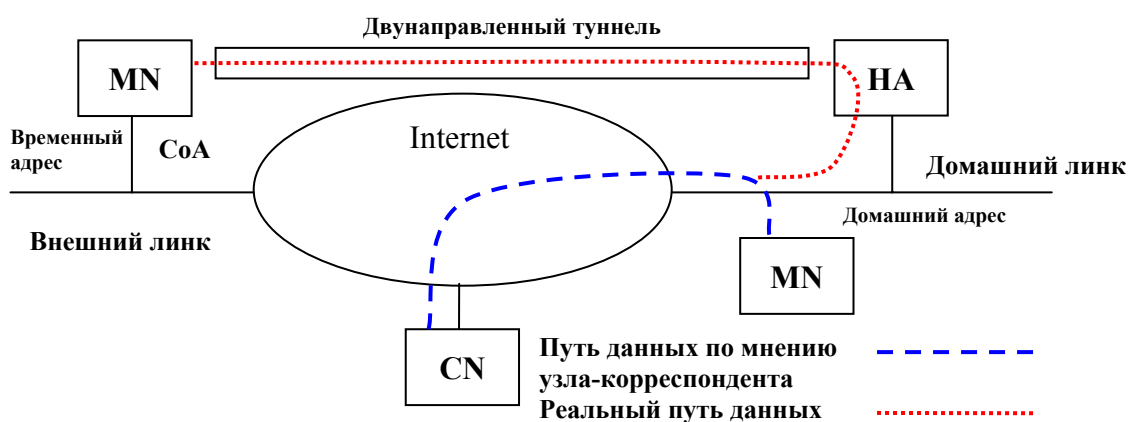 Двунаправленный туннель
MN
HA
Временный
адрес
CoA
Internet
Домашний линк
Домашний адрес
Внешний линк
MN
CN
Путь данных по мнению
узла-корреспондента
Реальный путь данных